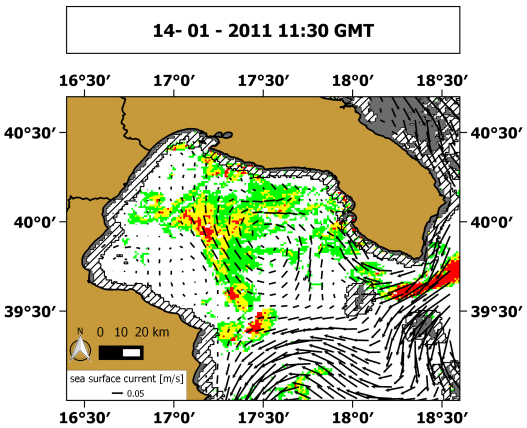 14- 01 - 2011 11:30 GMT
16°30′ 17°0′ 17°30′ 18°0′ 18°30′
40°30′ 40°30′
40°0′ 40°0′
39°30′ 39°30′
N 0 10 20 km
sea surface current [m/s]
0.05
16°30′ 17°0′ 17°30′ 18°0′ 18°30′